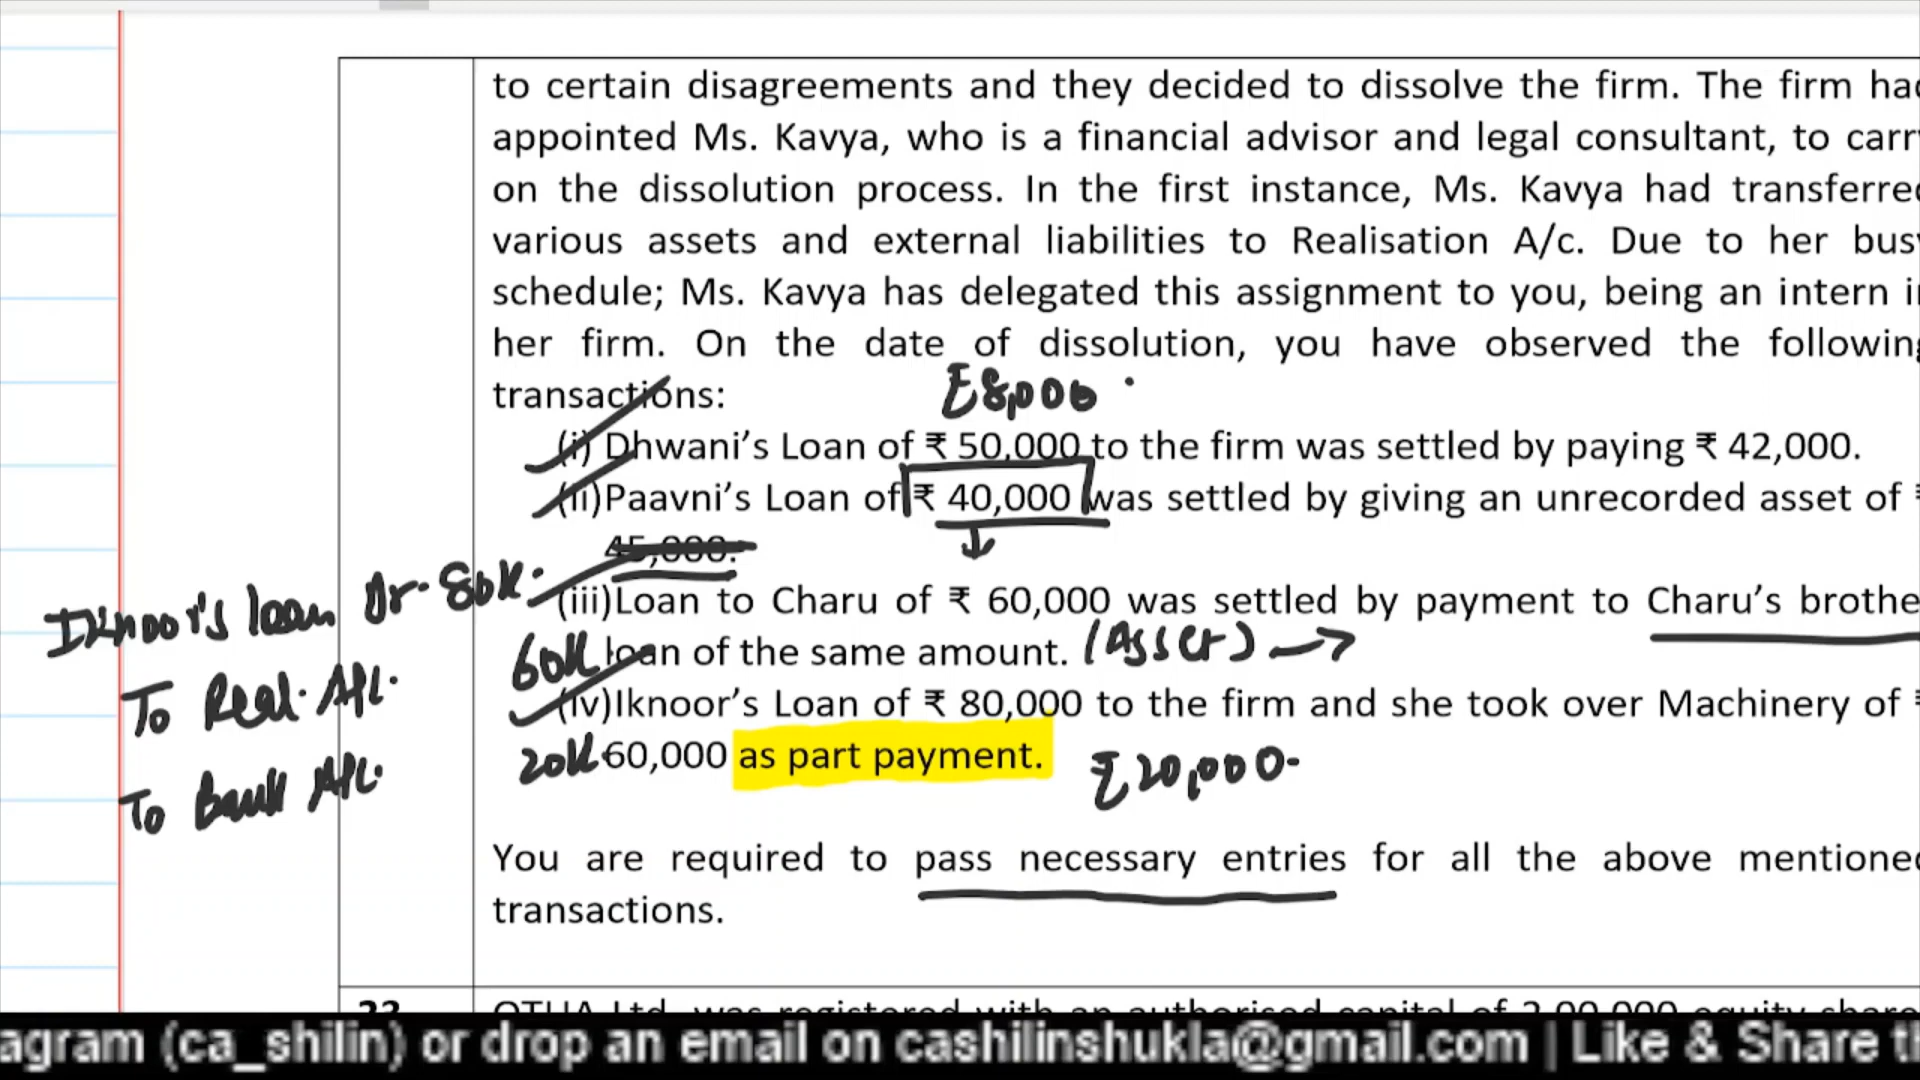 to certain disagreements and they decided to dissolve the firm. The firm had
appointed Ms. Kavya, who is a financial advisor and legal consultant, to carry
on the dissolution process. In the first instance, Ms. Kavya had transferred
various assets and external liabilities to Realisation A/c. Due to her busy
schedule; Ms. Kavya has delegated this assignment to you, being an intern in
her firm. On the date of dissolution, you have observed the following
transactions:
₹8,000
(i) Dhwani's Loan of ₹ 50,000 to the firm was settled by paying ₹ 42,000.
(ii)Paavni's Loan of ₹ 40,000 was settled by giving an unrecorded asset of ₹
45,000.
Iknoor's loan Dr. 80K.
(iii)Loan to Charu of ₹ 60,000 was settled by payment to Charu's brothe
60K loan of the same amount. (Asset)
To Real. A/c.
(iv)Iknoor's Loan of ₹ 80,000 to the firm and she took over Machinery of ₹
20K 60,000 as part payment. ₹20,000.
To Bank A/c.
You are required to pass necessary entries for all the above mentioned
transactions.
agram (ca_shilin) or drop an email on cashilinshukla@gmail.com | Like & Share th